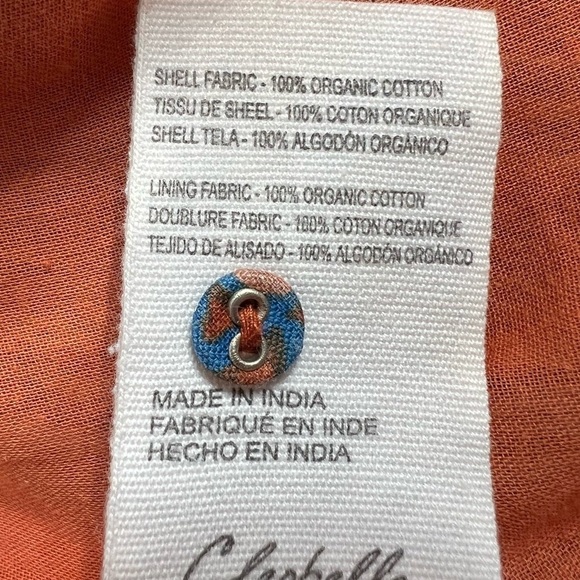 SHELL FABRIC - 100% ORGANIC COTTON
TISSU DE SHEEL - 100% COTON ORGANIQUE
SHELL TELA - 100% ALGODÓN ORGÁNICO
LINING FABRIC - 100% ORGANIC COTTON
DOUBLURE FABRIC - 100% COTON ORGANIQUE
TEJIDO DE ALISADO - 100% ALGODÓN ORGÁNICO
MADE IN INDIA
FABRIQUÉ EN INDE
HECHO EN INDIA